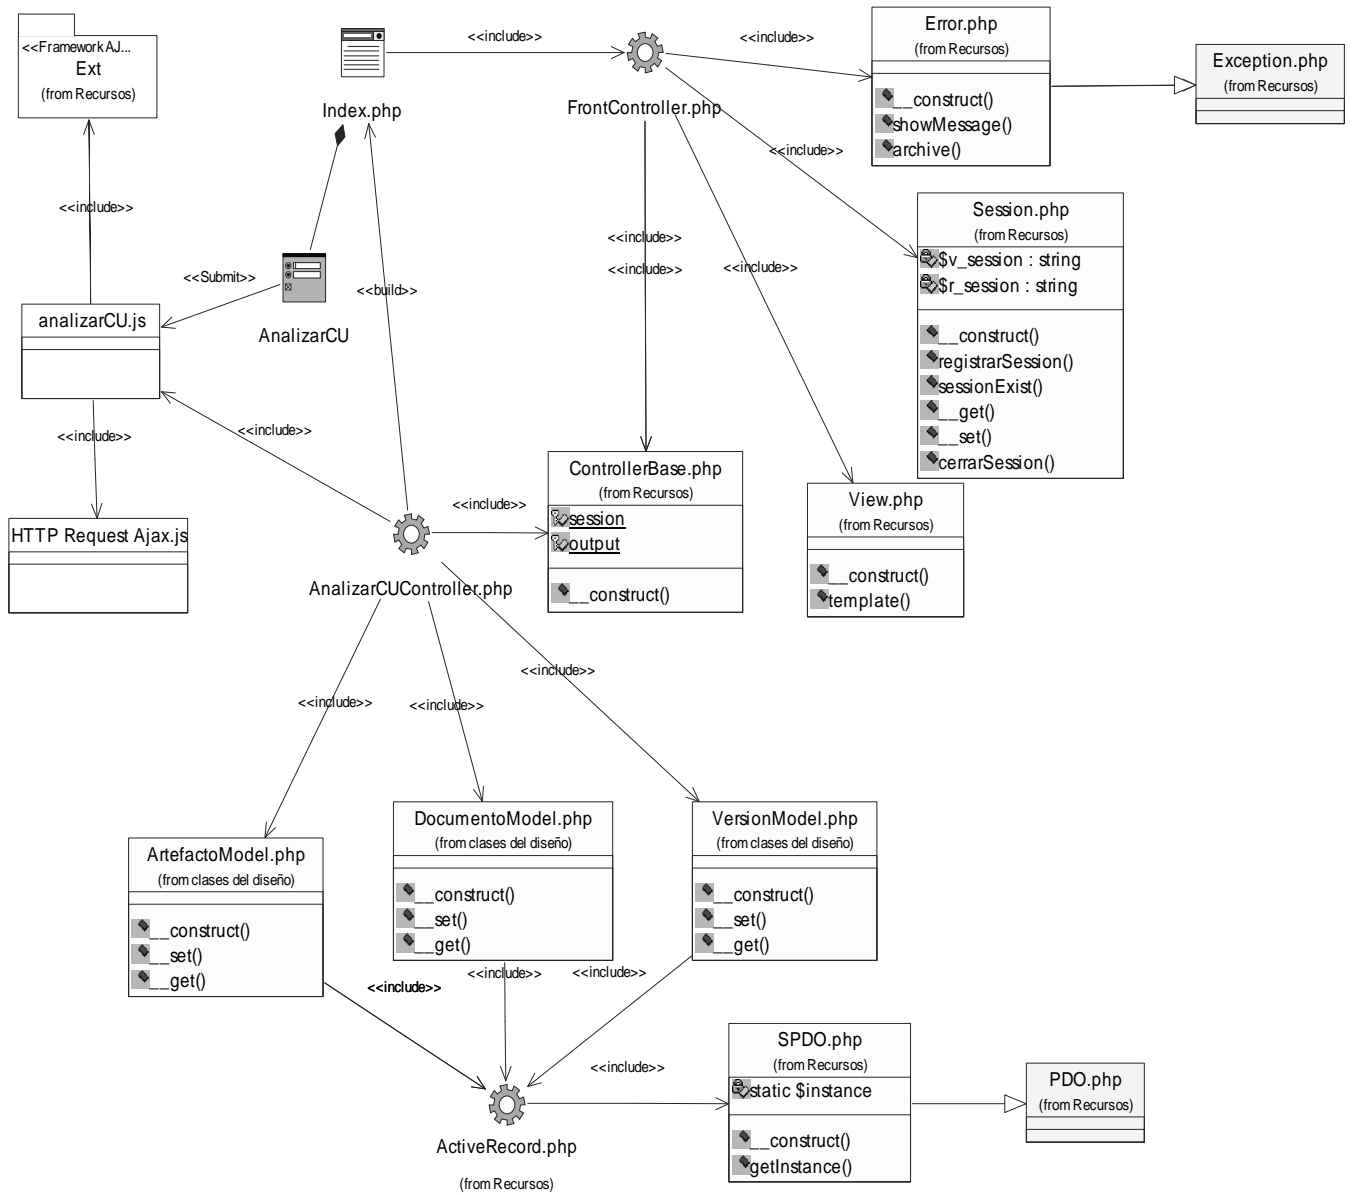 <<FrameworkAJ...
Ext
(from Recursos)
Index.php
<<include>>
FrontController.php
<<include>>
Error.php
(from Recursos)
__construct()
showMessage()
archive()
Exception.php
(from Recursos)
<<include>>
<<include>>
<<include>>
<<include>>
<<include>>
Session.php
(from Recursos)
$v_session : string
$r_session : string
__construct()
registrarSession()
sessionExist()
__get()
__set()
cerrarSession()
<<Submit>>
<<build>>
AnalizarCU
analizarCU.js
<<include>>
<<include>>
HTTP Request Ajax.js
AnalizarCUController.php
<<include>>
ControllerBase.php
(from Recursos)
session
output
__construct()
View.php
(from Recursos)
__construct()
template()
<<include>>
<<include>>
<<include>>
ArtefactoModel.php
(from clases del diseño)
__construct()
__set()
__get()
DocumentoModel.php
(from clases del diseño)
__construct()
__set()
__get()
VersionModel.php
(from clases del diseño)
__construct()
__set()
__get()
<<include>>
<<include>>
<<include>>
ActiveRecord.php
(from Recursos)
<<include>>
SPDO.php
(from Recursos)
static $instance
__construct()
getInstance()
PDO.php
(from Recursos)